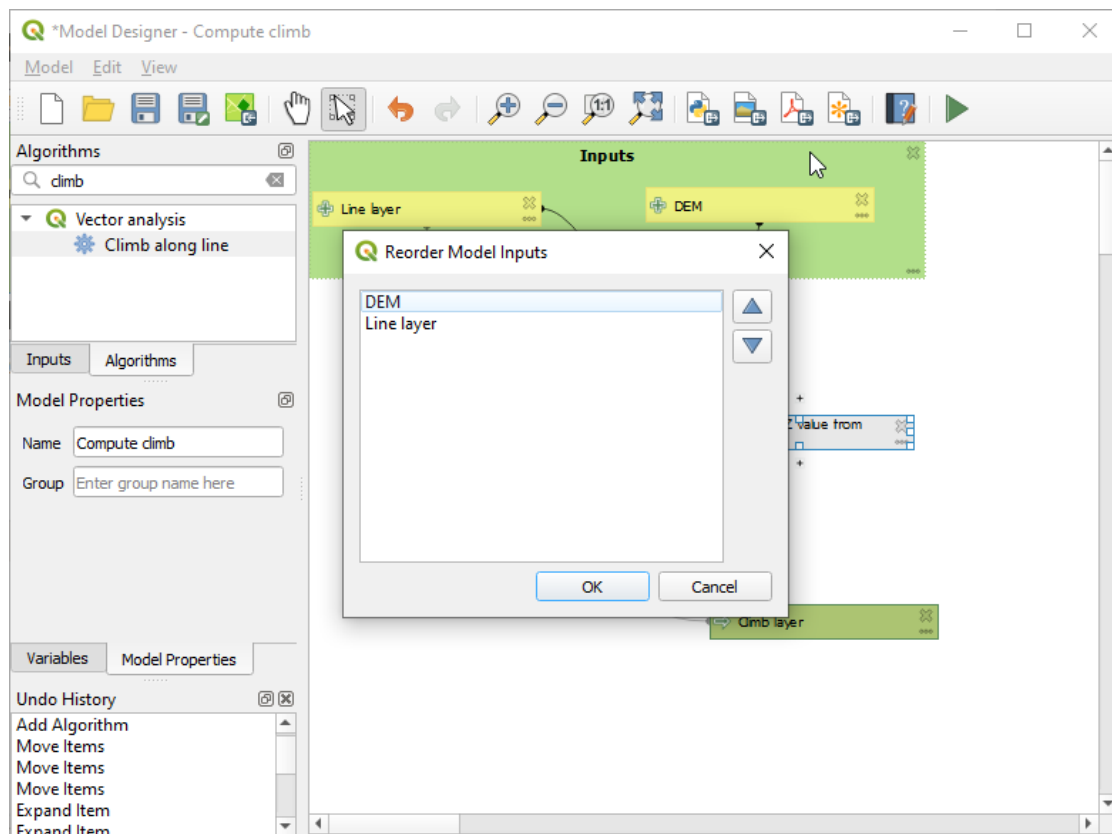 *Model Designer - Compute climb
Model Edit View
1:1
Algorithms
climb
Vector analysis
Climb along line
Inputs Algorithms
Model Properties
Name Compute climb
Group Enter group name here
Variables Model Properties
Undo History
Add Algorithm
Move Items
Move Items
Move Items
Expand Item
Expand Item
Inputs
Line layer
DEM
Reorder Model Inputs
DEM
Line layer
OK Cancel
Z value from
Climb layer